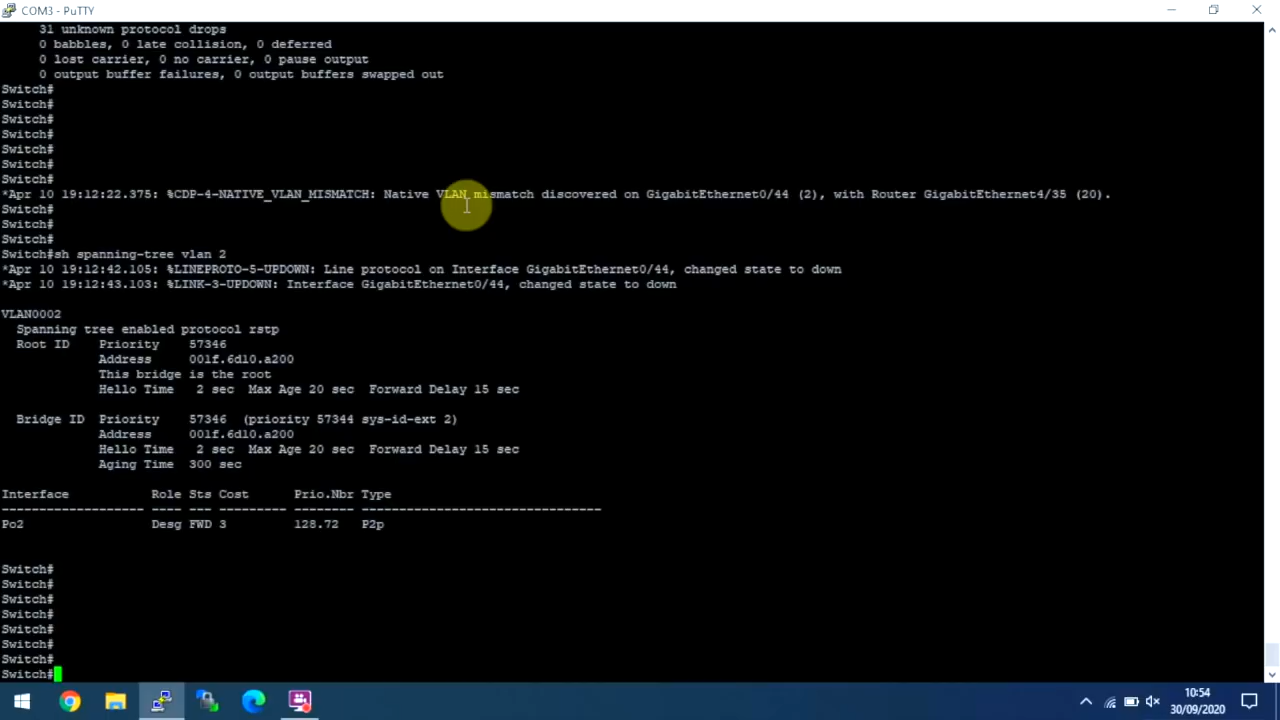 COM3 - PuTTY
31 unknown protocol drops
0 babbles, 0 late collision, 0 deferred
0 lost carrier, 0 no carrier, 0 pause output
0 output buffer failures, 0 output buffers swapped out
Switch#
Switch#
Switch#
Switch#
Switch#
Switch#
Switch#
*Apr 10 19:12:22.375: %CDP-4-NATIVE_VLAN_MISMATCH: Native VLAN mismatch discovered on GigabitEthernet0/44 (2), with Router GigabitEthernet4/35 (20).
Switch#
Switch#
Switch#
Switch#sh spanning-tree vlan 2
*Apr 10 19:12:42.105: %LINEPROTO-5-UPDOWN: Line protocol on Interface GigabitEthernet0/44, changed state to down
*Apr 10 19:12:43.103: %LINK-3-UPDOWN: Interface GigabitEthernet0/44, changed state to down
VLAN0002
Spanning tree enabled protocol rstp
Root ID Priority 57346
Address 001f.6d10.a200
This bridge is the root
Hello Time 2 sec Max Age 20 sec Forward Delay 15 sec
Bridge ID Priority 57346 (priority 57344 sys-id-ext 2)
Address 001f.6d10.a200
Hello Time 2 sec Max Age 20 sec Forward Delay 15 sec
Aging Time 300 sec
Interface Role Sts Cost Prio.Nbr Type
------------------- ---- --- --------- -------- --------------------------------
Po2 Desg FWD 3 128.72 P2p
Switch#
Switch#
Switch#
Switch#
Switch#
Switch#
Switch#
Switch#
10:54
30/09/2020